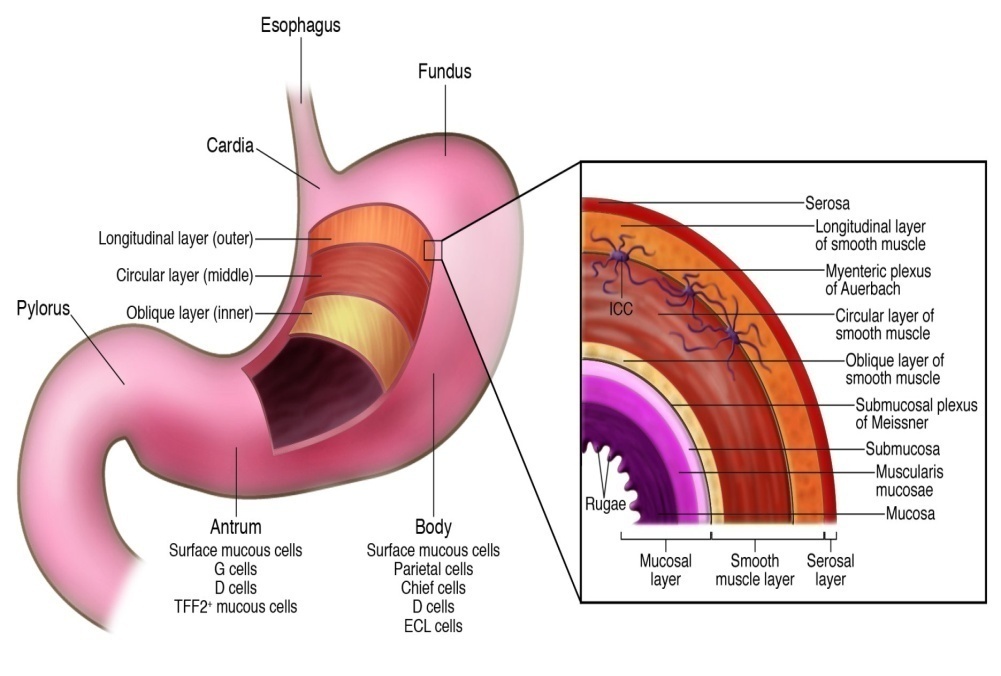 Esophagus
Fundus
Cardia
Longitudinal layer (outer)
Circular layer (middle)
Oblique layer (inner)
Pylorus
Antrum
Surface mucous cells
G cells
D cells
TFF2⁺ mucous cells
Body
Surface mucous cells
Parietal cells
Chief cells
D cells
ECL cells
Serosa
Longitudinal layer
of smooth muscle
Myenteric plexus
of Auerbach
ICC
Circular layer of
smooth muscle
Oblique layer of
smooth muscle
Submucosal plexus
of Meissner
Submucosa
Muscularis
mucosae
Mucosa
Rugae
Mucosal
layer
Smooth
muscle layer
Serosal
layer